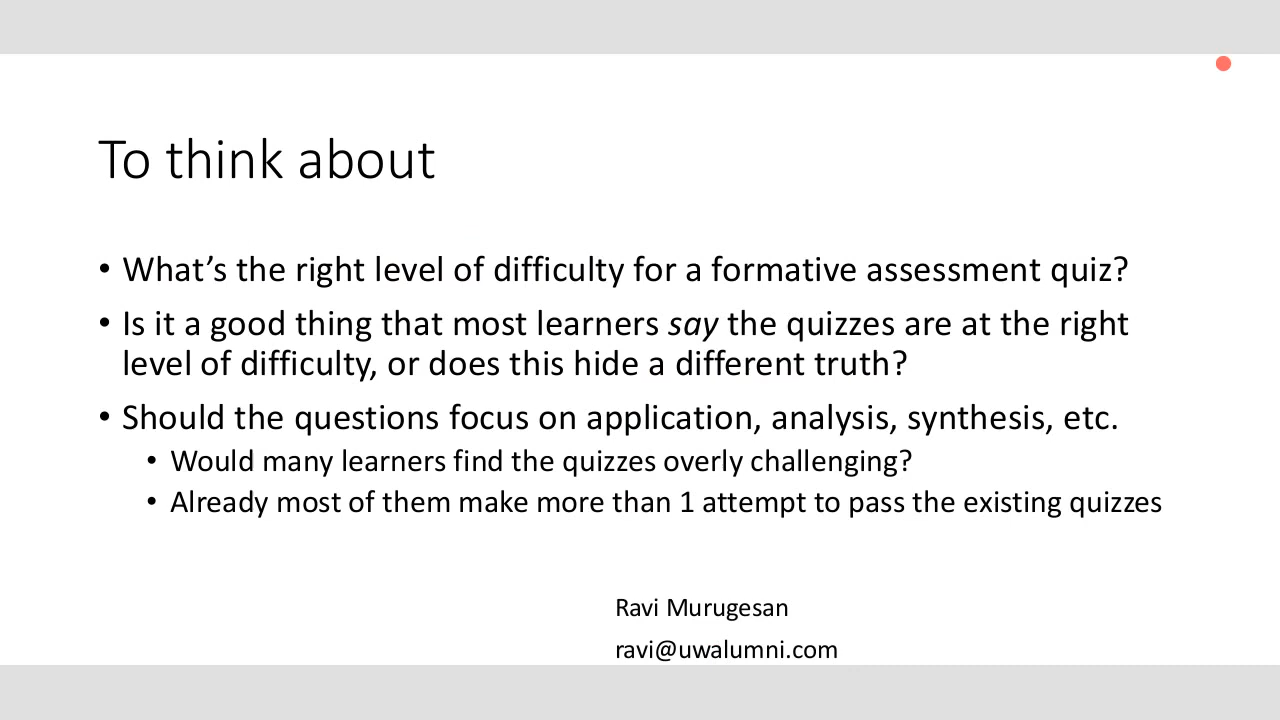 To think about
• What’s the right level of difficulty for a formative assessment quiz?
• Is it a good thing that most learners say the quizzes are at the right
level of difficulty, or does this hide a different truth?
• Should the questions focus on application, analysis, synthesis, etc.
• Would many learners find the quizzes overly challenging?
• Already most of them make more than 1 attempt to pass the existing quizzes
Ravi Murugesan
ravi@uwalumni.com